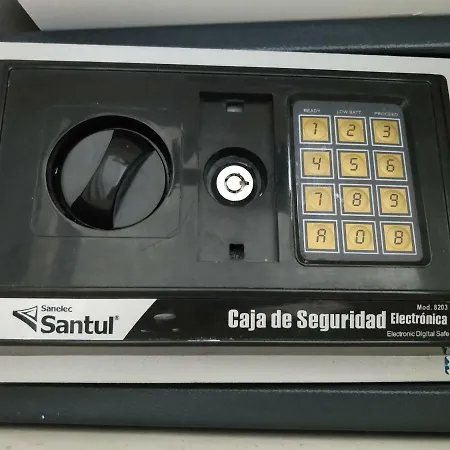 READY LOW BATT PROCEED
1 2 3
4 5 6
7 8 9
A 0 B
Sanelec
Santul®
Caja de Seguridad Electrónica
Mod. 8203
Electronic Digital Safe